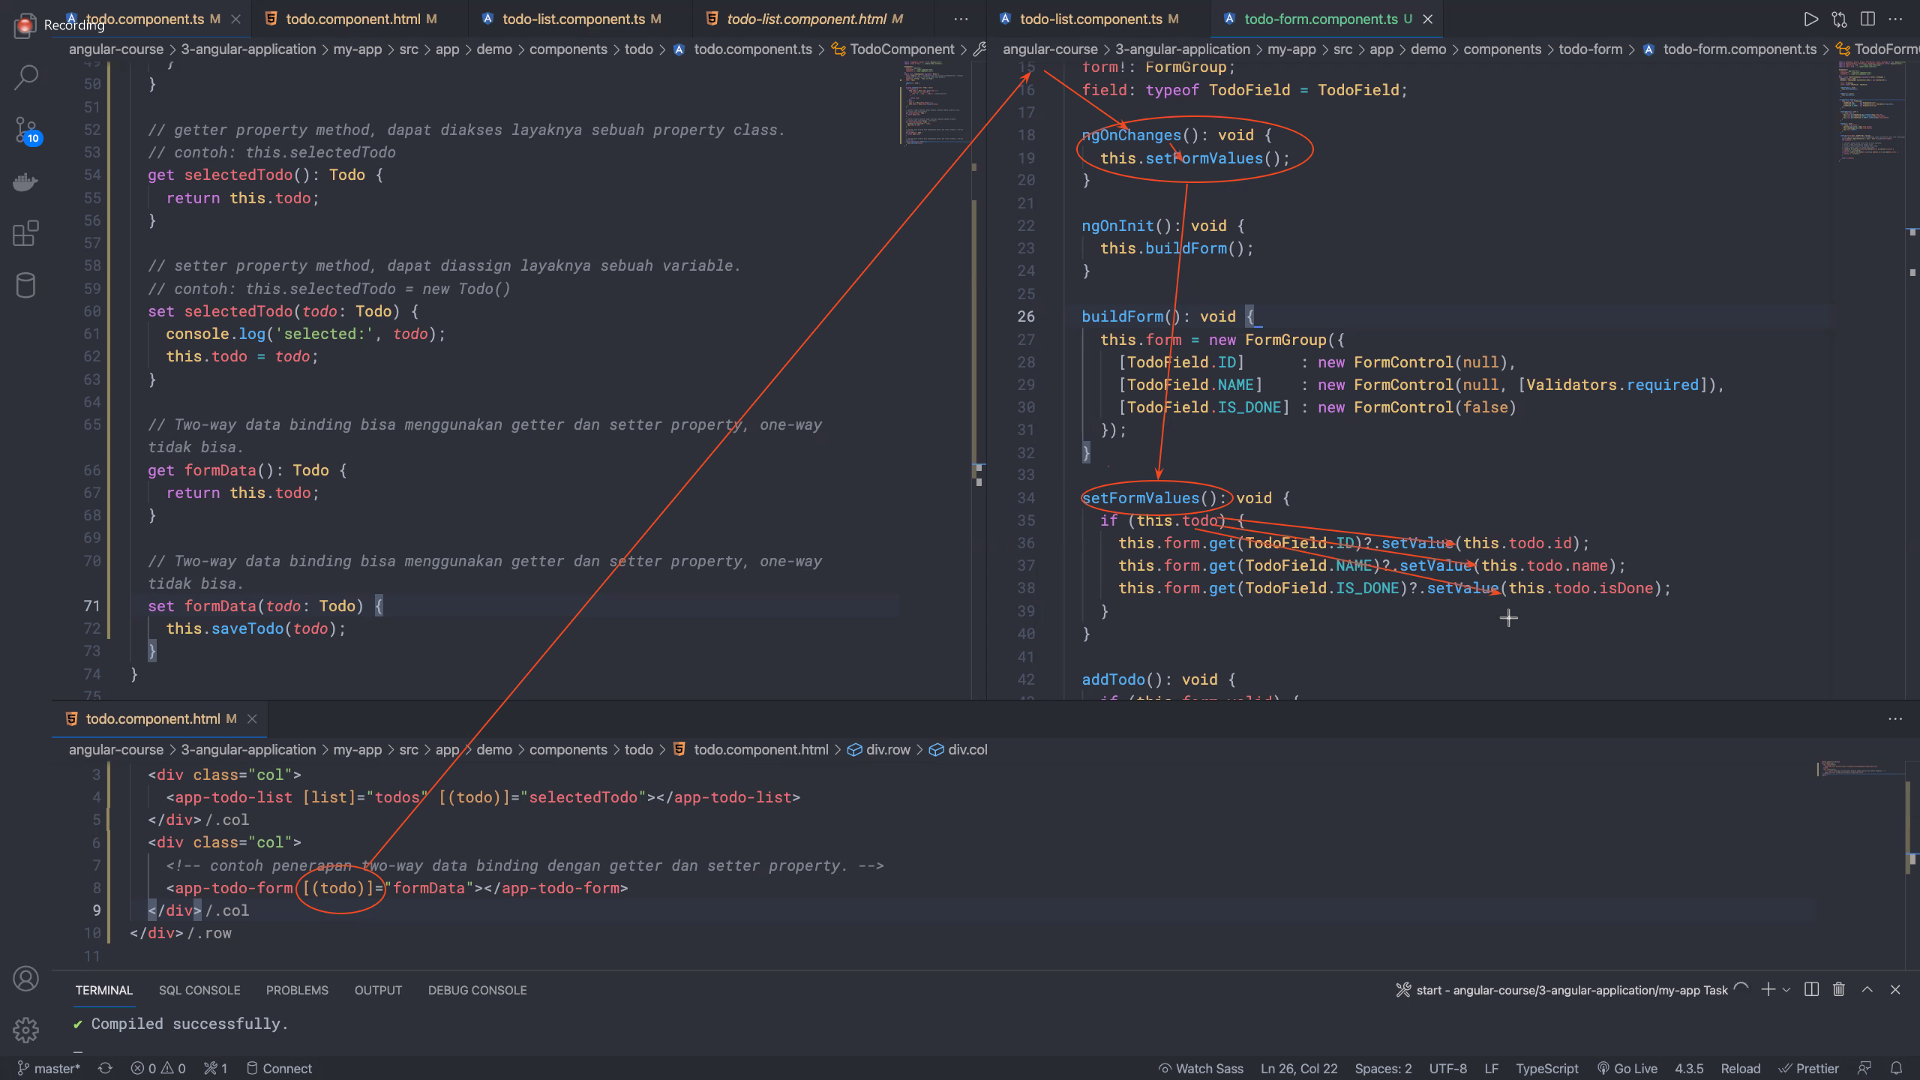 Recording
todo.component.ts M
todo.component.html M
todo-list.component.ts M
todo-list.component.html M
angular-course > 3-angular-application > my-app > src > app > demo > components > todo > todo.component.ts > TodoComponent >
49 }
50 }
51
52 // getter property method, dapat diakses layaknya sebuah property class.
53 // contoh: this.selectedTodo
54 get selectedTodo(): Todo {
55 return this.todo;
56 }
57
58 // setter property method, dapat diassign layaknya sebuah variable.
59 // contoh: this.selectedTodo = new Todo()
60 set selectedTodo(todo: Todo) {
61 console.log('selected:', todo);
62 this.todo = todo;
63 }
64
65 // Two-way data binding bisa menggunakan getter dan setter property, one-way
tidak bisa.
66 get formData(): Todo {
67 return this.todo;
68 }
69
70 // Two-way data binding bisa menggunakan getter dan setter property, one-way
tidak bisa.
71 set formData(todo: Todo) {
72 this.saveTodo(todo);
73 }
74 }
75
todo-list.component.ts M
todo-form.component.ts U
angular-course > 3-angular-application > my-app > src > app > demo > components > todo-form > todo-form.component.ts > TodoForm
15 form!: FormGroup;
16 field: typeof TodoField = TodoField;
17
18 ngOnChanges(): void {
19 this.setFormValues();
20 }
21
22 ngOnInit(): void {
23 this.buildForm();
24 }
25
26 buildForm(): void {
27 this.form = new FormGroup({
28 [TodoField.ID] : new FormControl(null),
29 [TodoField.NAME] : new FormControl(null, [Validators.required]),
30 [TodoField.IS_DONE] : new FormControl(false)
31 });
32 }
33
34 setFormValues(): void {
35 if (this.todo) {
36 this.form.get(TodoField.ID)?.setValue(this.todo.id);
37 this.form.get(TodoField.NAME)?.setValue(this.todo.name);
38 this.form.get(TodoField.IS_DONE)?.setValue(this.todo.isDone);
39 }
40 }
41
42 addTodo(): void {
43 if (this.form.valid) {
todo.component.html M
angular-course > 3-angular-application > my-app > src > app > demo > components > todo > todo.component.html > div.row > div.col
3 <div class="col">
4 <app-todo-list [list]="todos" [(todo)]="selectedTodo"></app-todo-list>
5 </div>/.col
6 <div class="col">
7 <!-- contoh penerapan two-way data binding dengan getter dan setter property. -->
8 <app-todo-form [(todo)]="formData"></app-todo-form>
9 </div>/.col
10 </div>/.row
11
10
TERMINAL SQL CONSOLE PROBLEMS OUTPUT DEBUG CONSOLE
start - angular-course/3-angular-application/my-app Task
✔ Compiled successfully.
master* 0 0 1 Connect
Watch Sass Ln 26, Col 22 Spaces: 2 UTF-8 LF TypeScript Go Live 4.3.5 Reload Prettier